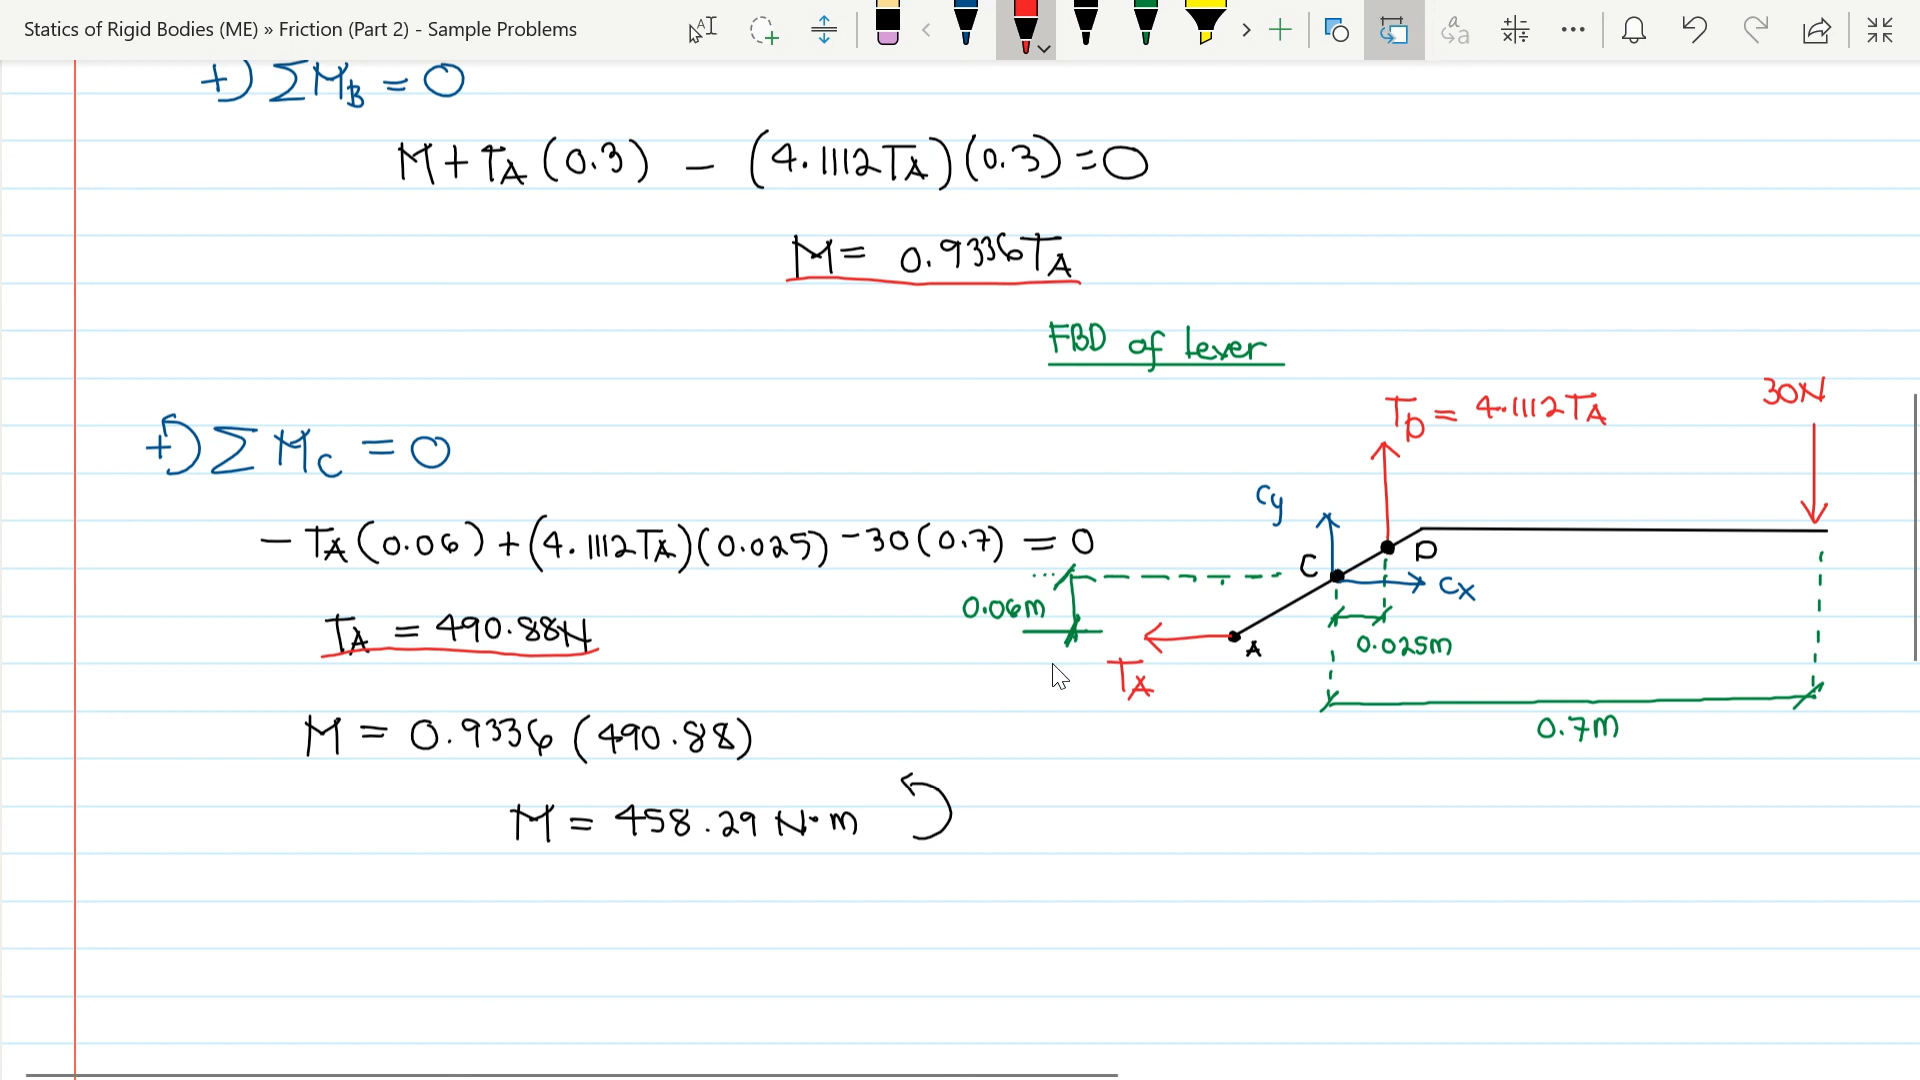 Statics of Rigid Bodies (ME) » Friction (Part 2) - Sample Problems
+) ΣM_B = 0
M + T_A (0.3) - (4.1112T_A)(0.3) = 0
M = 0.9336T_A
FBD of lever
T_D = 4.1112T_A
30N
+) ΣM_C = 0
Cy
- T_A (0.06) + (4.1112T_A)(0.025) - 30(0.7) = 0
C
D
Cx
0.06m
T_A = 490.88N
A
0.025m
T_A
M = 0.9336 (490.88)
0.7m
M = 458.29 N·m